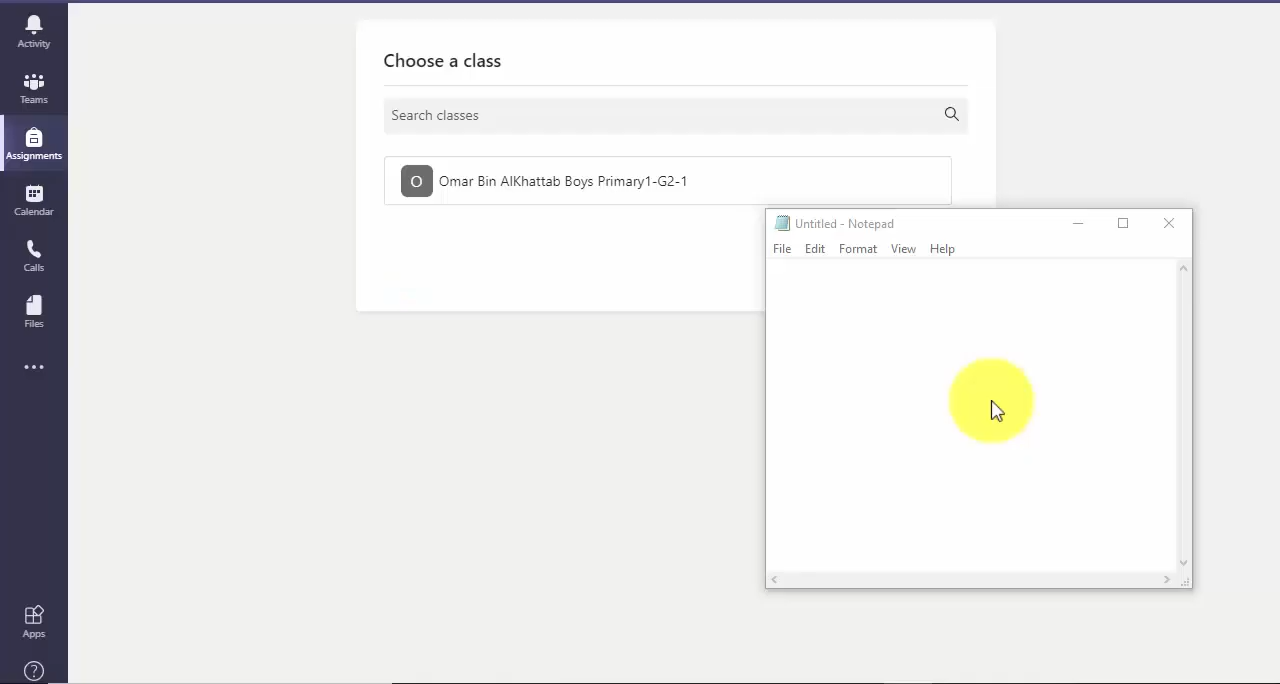 Activity
Teams
Assignments
Calendar
Calls
Files
Apps
Choose a class
Search classes
O Omar Bin AlKhattab Boys Primary1-G2-1
Untitled - Notepad
File Edit Format View Help